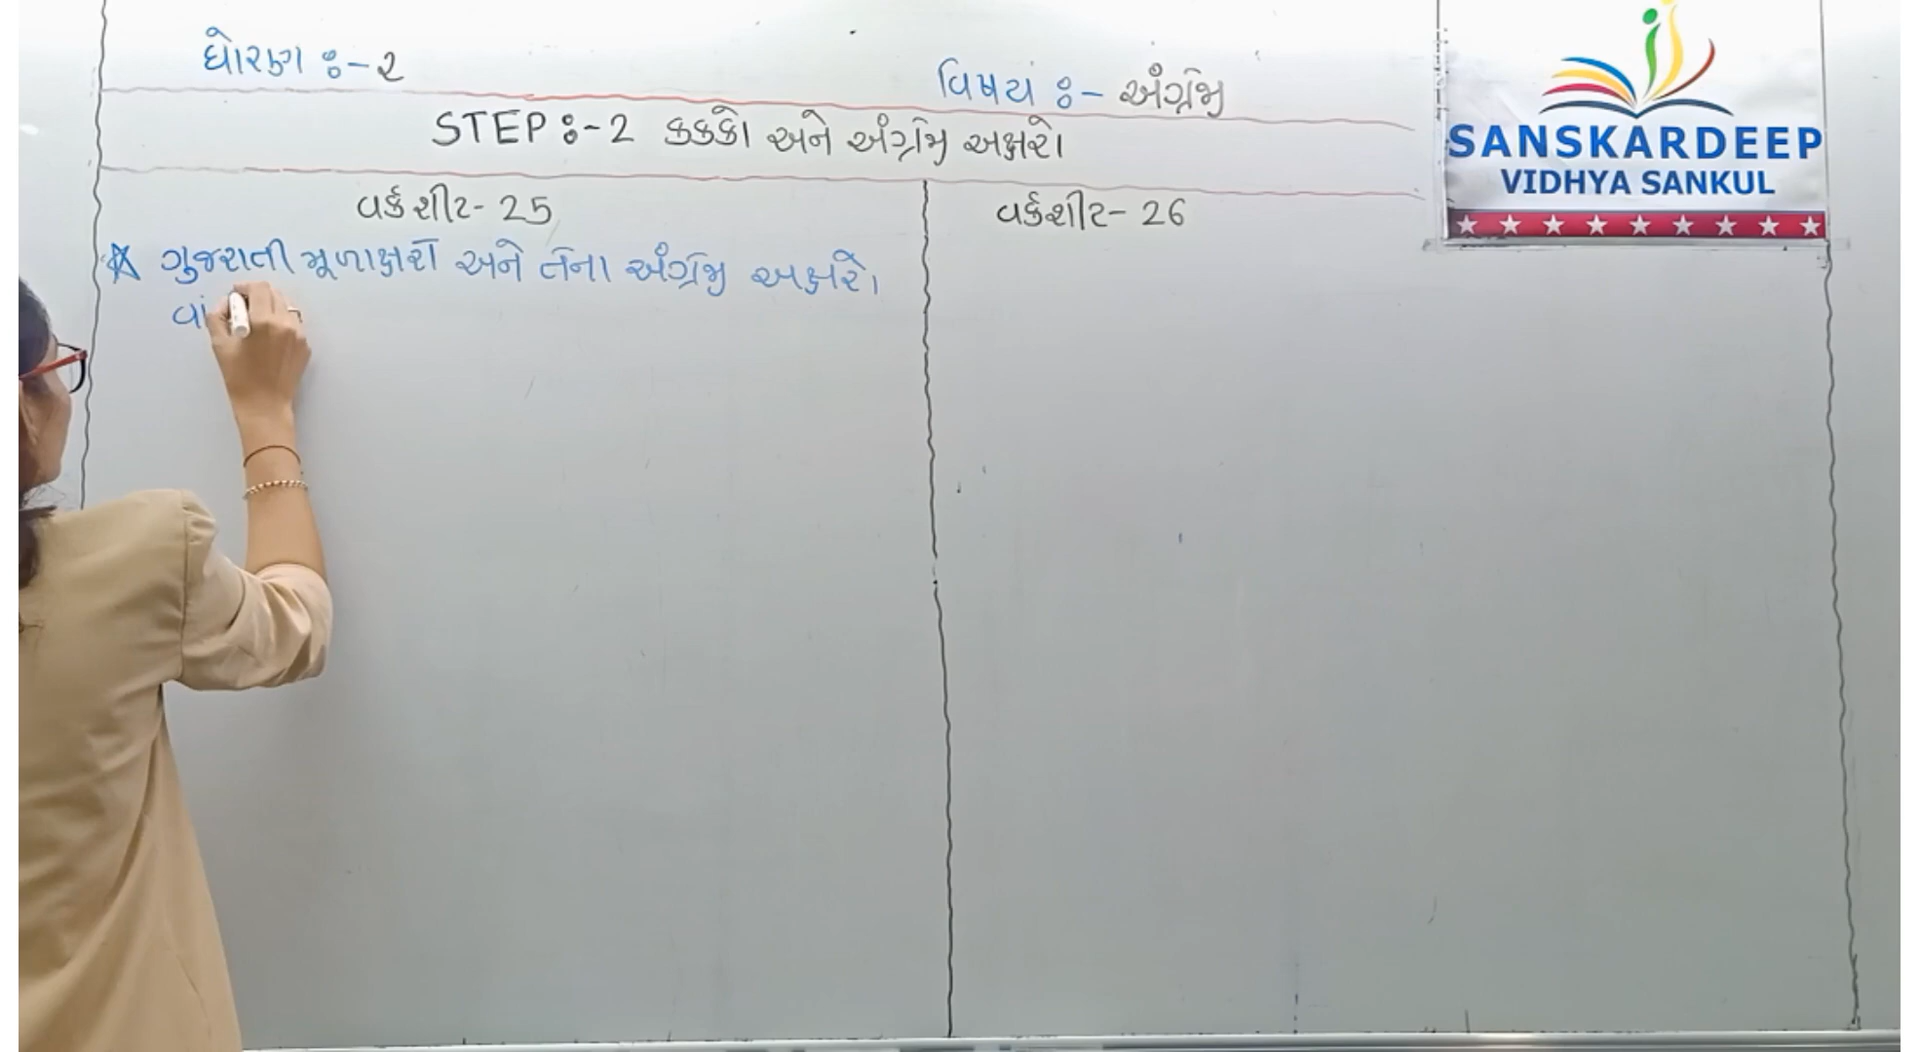 ધોરણ :- ૨
વિષય :- અંગ્રેજી
STEP :- 2 કક્કો અને અંગ્રેજી અક્ષરો
વર્કશીટ - 25
વર્કશીટ - 26
☆ ગુજરાતી મૂળાક્ષરો અને તેના અંગ્રેજી અક્ષરો
વાં
SANSKARDEEP
VIDHYA SANKUL